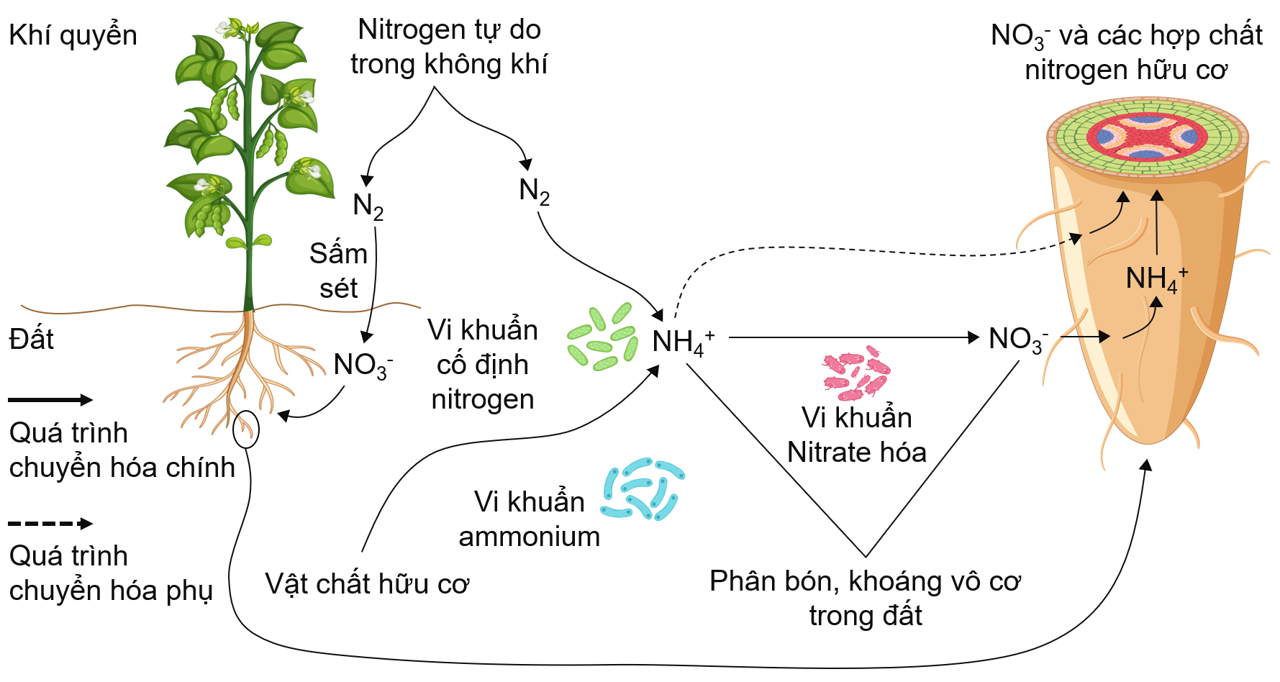 Khí quyển
Nitrogen tự do
trong không khí
NO₃⁻ và các hợp chất
nitrogen hữu cơ
N₂
N₂
Sấm
sét
NH₄⁺
Đất
NO₃⁻
Vi khuẩn
cố định
nitrogen
NH₄⁺
NO₃⁻
Vi khuẩn
Nitrate hóa
Quá trình
chuyển hóa chính
Vi khuẩn
ammonium
Quá trình
chuyển hóa phụ
Vật chất hữu cơ
Phân bón, khoáng vô cơ
trong đất